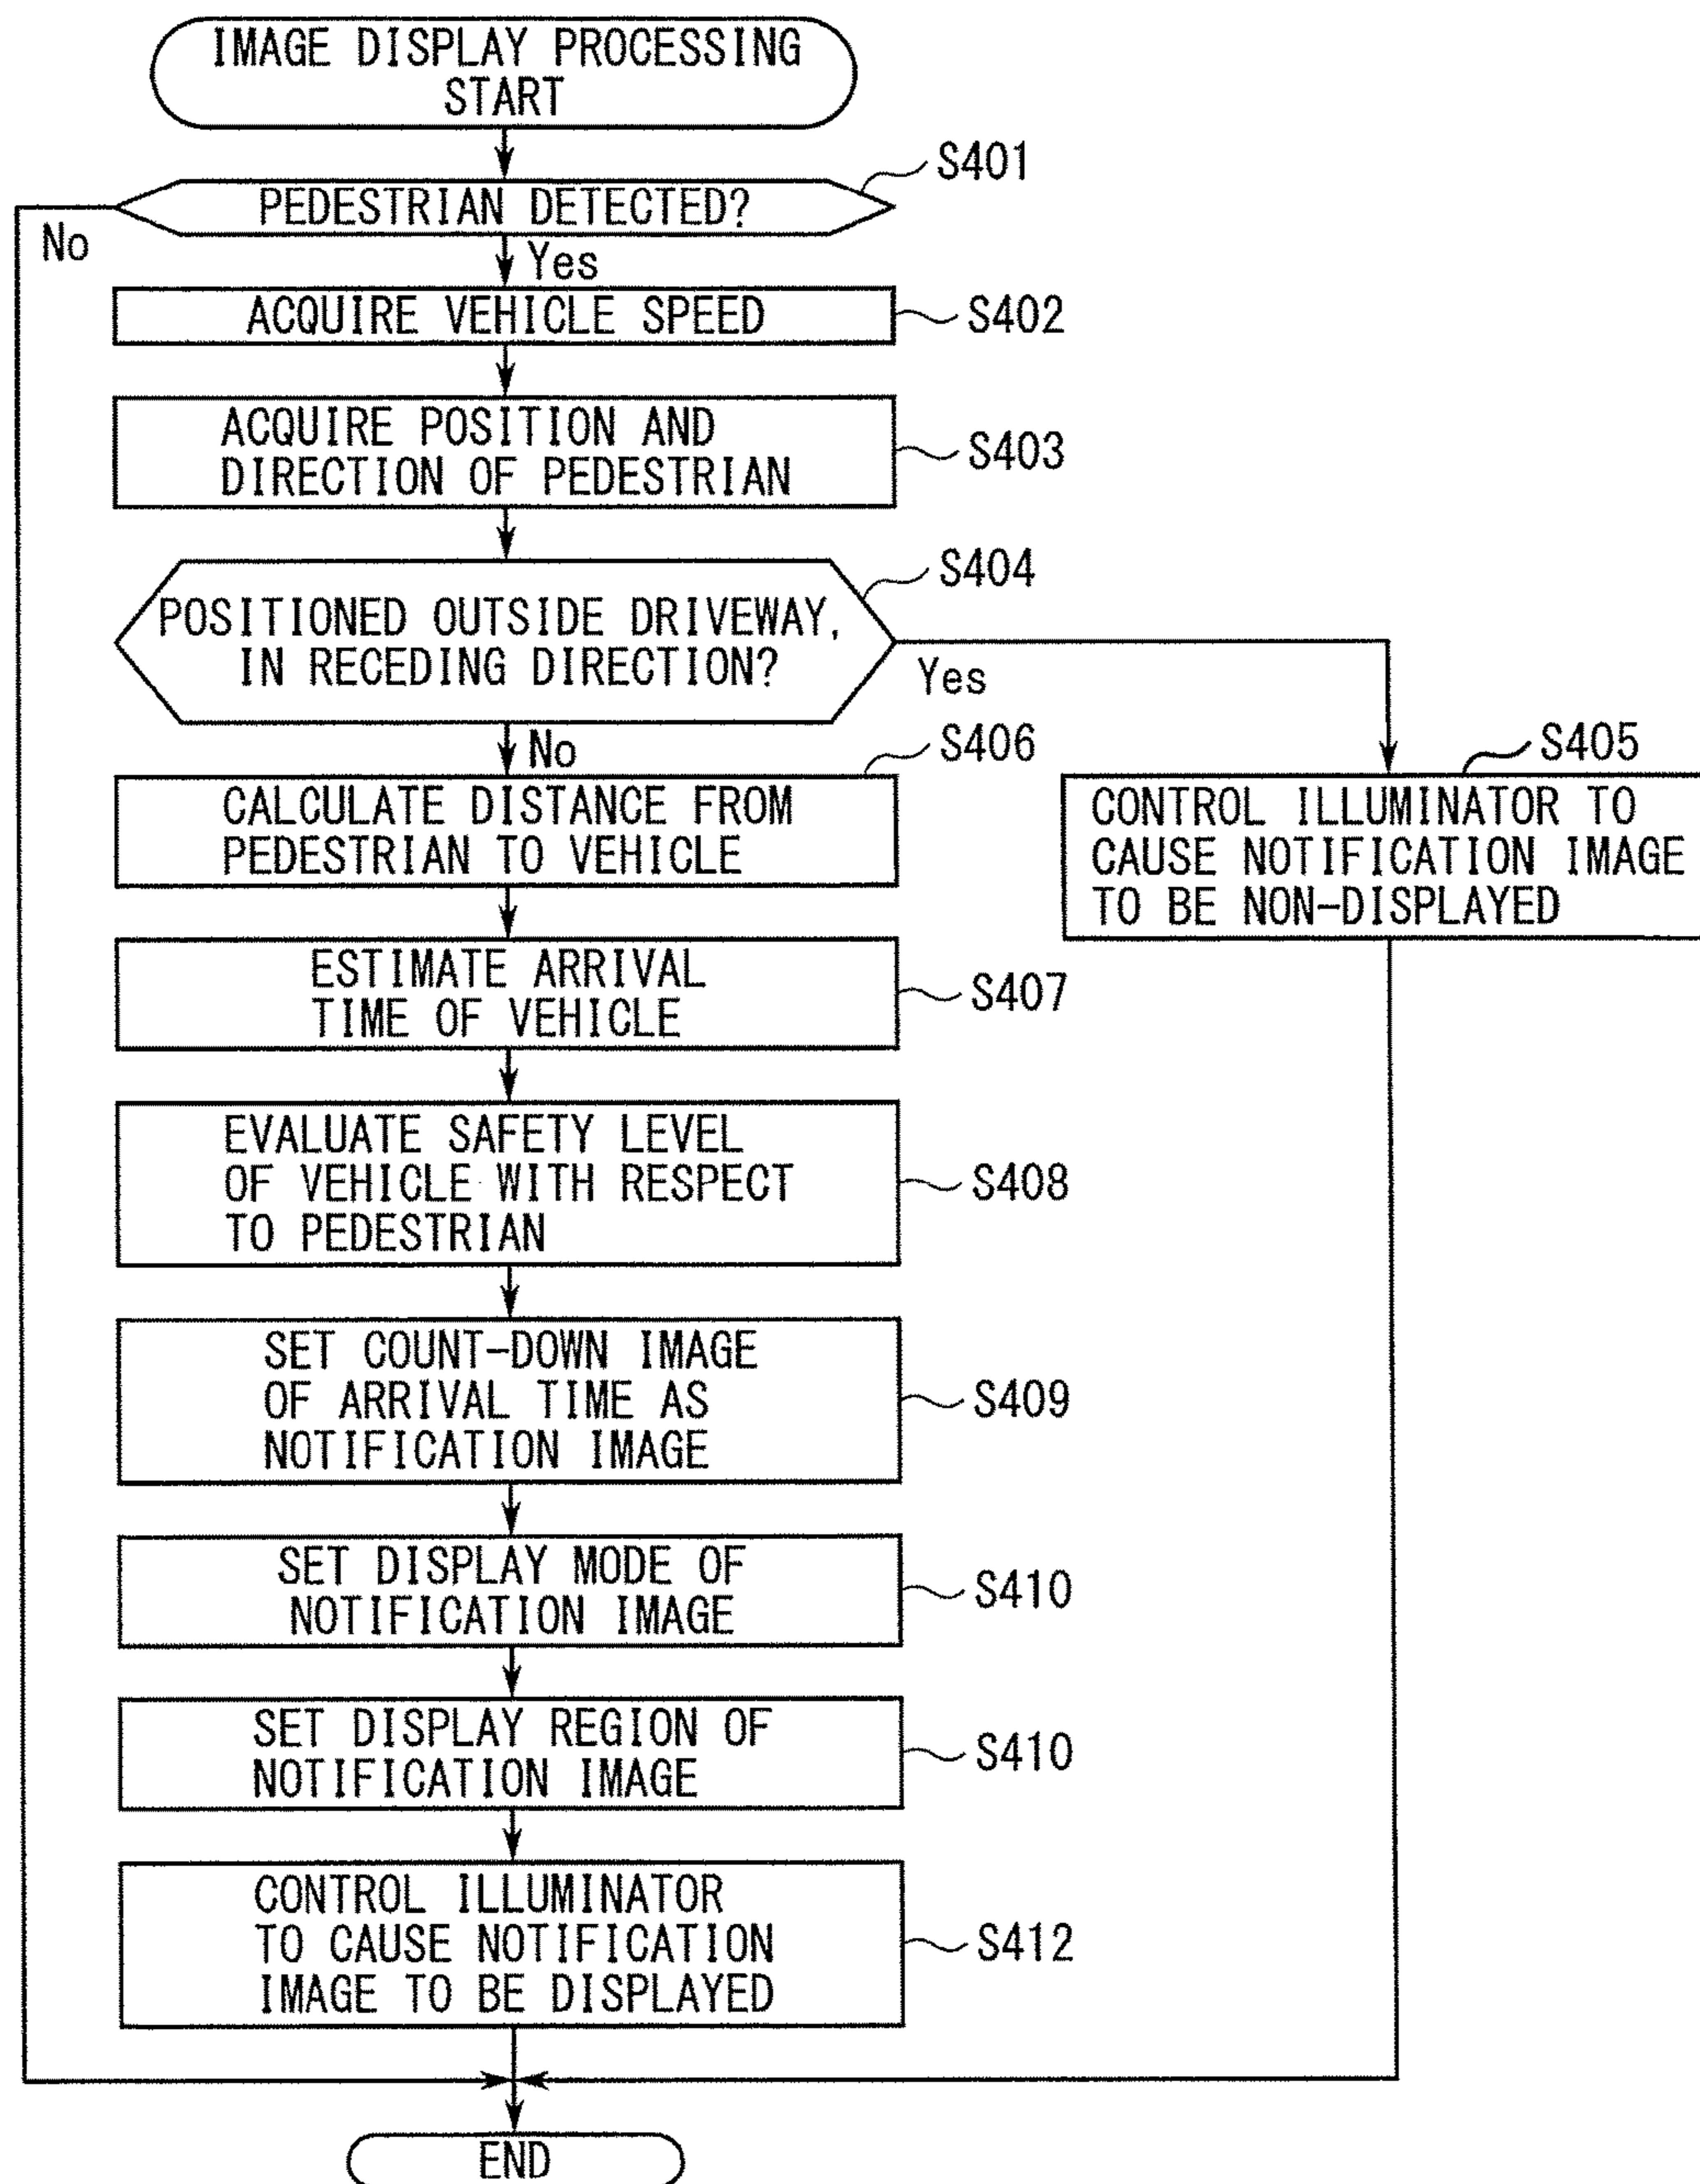 IMAGE DISPLAY PROCESSING
START
S401
PEDESTRIAN DETECTED?
No
Yes
ACQUIRE VEHICLE SPEED
S402
ACQUIRE POSITION AND
DIRECTION OF PEDESTRIAN
S403
S404
POSITIONED OUTSIDE DRIVEWAY,
IN RECEDING DIRECTION?
Yes
No
S406
S405
CALCULATE DISTANCE FROM
PEDESTRIAN TO VEHICLE
CONTROL ILLUMINATOR TO
CAUSE NOTIFICATION IMAGE
TO BE NON-DISPLAYED
ESTIMATE ARRIVAL
TIME OF VEHICLE
S407
EVALUATE SAFETY LEVEL
OF VEHICLE WITH RESPECT
TO PEDESTRIAN
S408
SET COUNT-DOWN IMAGE
OF ARRIVAL TIME AS
NOTIFICATION IMAGE
S409
SET DISPLAY MODE OF
NOTIFICATION IMAGE
S410
SET DISPLAY REGION OF
NOTIFICATION IMAGE
S410
CONTROL ILLUMINATOR
TO CAUSE NOTIFICATION
IMAGE TO BE DISPLAYED
S412
END